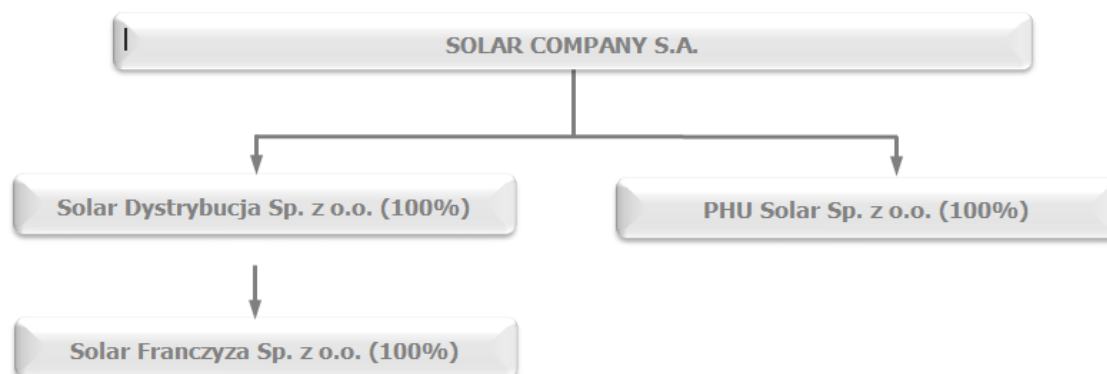 SOLAR COMPANY S.A.
Solar Dystrybucja Sp. z o.o. (100%)
PHU Solar Sp. z o.o. (100%)
Solar Franczyza Sp. z o.o. (100%)